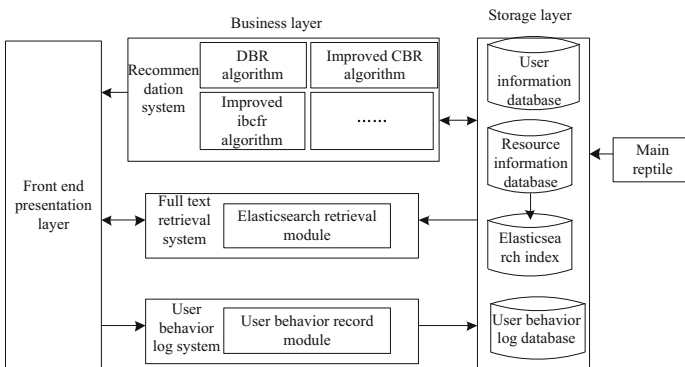 Business layer
Storage layer
Recommen
dation
system
DBR
algorithm
Improved CBR
algorithm
Improved
ibcfr
algorithm
......
User
information
database
Resource
information
database
Main
reptile
Front end
presentation
layer
Full text
retrieval
system
Elasticsearch retrieval
module
Elasticsea
rch index
User
behavior
log system
User behavior record
module
User behavior
log database